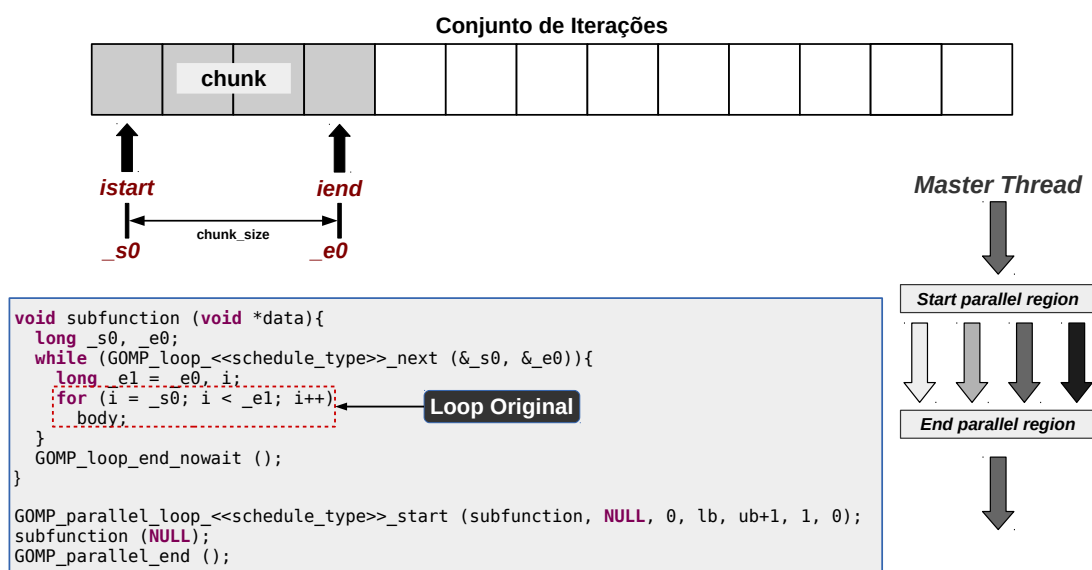 Conjunto de Iterações
chunk
istart
iend
chunk_size
_s0
_e0
Master Thread
Start parallel region
End parallel region
void subfunction (void *data){
  long _s0, _e0;
  while (GOMP_loop_<<schedule_type>>_next (&_s0, &_e0)){
    long _e1 = _e0, i;
    for (i = _s0; i < _e1; i++)
      body;
  }
  GOMP_loop_end_nowait ();
}
Loop Original
GOMP_parallel_loop_<<schedule_type>>_start (subfunction, NULL, 0, lb, ub+1, 1, 0);
subfunction (NULL);
GOMP_parallel_end ();